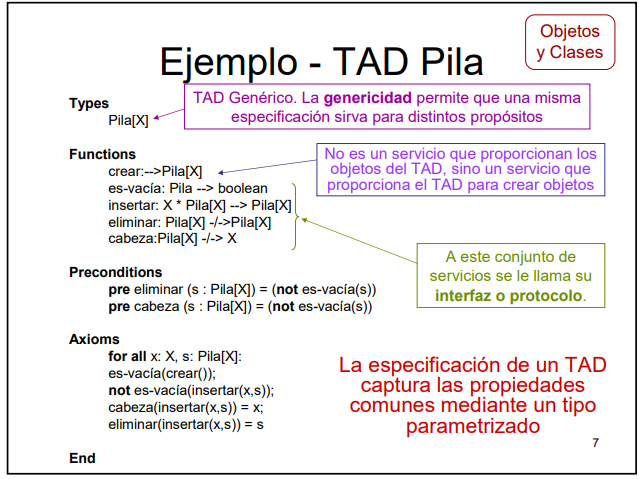 Objetos
y Clases
Ejemplo - TAD Pila
Types
Pila[X]
TAD Genérico. La genericidad permite que una misma
especificación sirva para distintos propósitos
Functions
crear:-->Pila[X]
es-vacía: Pila --> boolean
insertar: X * Pila[X] --> Pila[X]
eliminar: Pila[X] -/->Pila[X]
cabeza:Pila[X] -/-> X
No es un servicio que proporcionan los
objetos del TAD, sino un servicio que
proporciona el TAD para crear objetos
A este conjunto de
servicios se le llama su
interfaz o protocolo.
Preconditions
pre eliminar (s : Pila[X]) = (not es-vacía(s))
pre cabeza (s : Pila[X]) = (not es-vacía(s))
Axioms
for all x: X, s: Pila[X]:
es-vacía(crear());
not es-vacía(insertar(x,s));
cabeza(insertar(x,s)) = x;
eliminar(insertar(x,s)) = s
End
La especificación de un TAD
captura las propiedades
comunes mediante un tipo
parametrizado
7